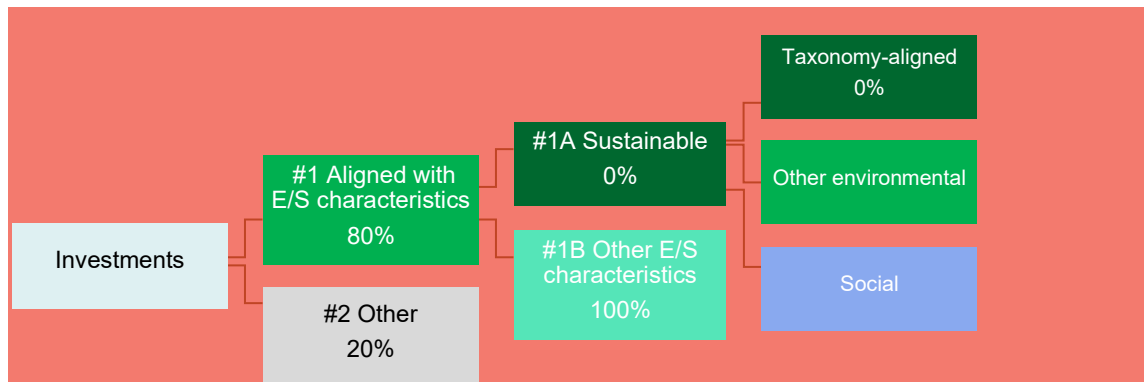 Investments
#1 Aligned with
E/S characteristics
80%
#2 Other
20%
#1A Sustainable
0%
#1B Other E/S
characteristics
100%
Taxonomy-aligned
0%
Other environmental
Social